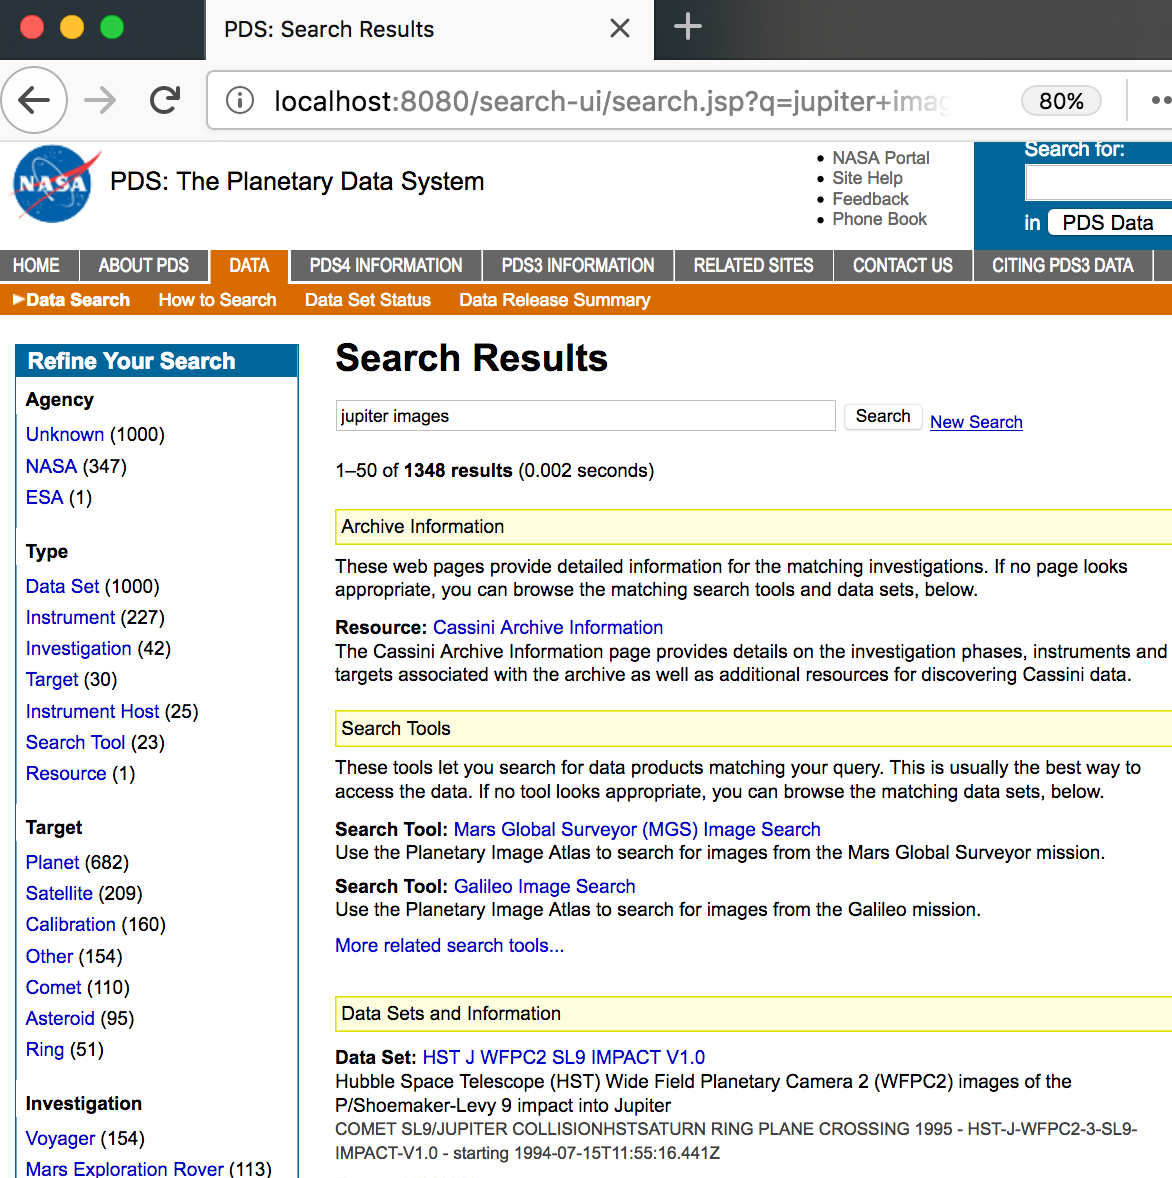 PDS: Search Results
localhost:8080/search-ui/search.jsp?q=jupiter+imag
80%
NASA
PDS: The Planetary Data System
NASA Portal
Site Help
Feedback
Phone Book
Search for:
in PDS Data
HOME ABOUT PDS DATA PDS4 INFORMATION PDS3 INFORMATION RELATED SITES CONTACT US CITING PDS3 DATA
Data Search How to Search Data Set Status Data Release Summary
Refine Your Search
Agency
Unknown (1000)
NASA (347)
ESA (1)
Type
Data Set (1000)
Instrument (227)
Investigation (42)
Target (30)
Instrument Host (25)
Search Tool (23)
Resource (1)
Target
Planet (682)
Satellite (209)
Calibration (160)
Other (154)
Comet (110)
Asteroid (95)
Ring (51)
Investigation
Voyager (154)
Mars Exploration Rover (113)
Search Results
jupiter images
Search New Search
1–50 of 1348 results (0.002 seconds)
Archive Information
These web pages provide detailed information for the matching investigations. If no page looks
appropriate, you can browse the matching search tools and data sets, below.
Resource: Cassini Archive Information
The Cassini Archive Information page provides details on the investigation phases, instruments and
targets associated with the archive as well as additional resources for discovering Cassini data.
Search Tools
These tools let you search for data products matching your query. This is usually the best way to
access the data. If no tool looks appropriate, you can browse the matching data sets, below.
Search Tool: Mars Global Surveyor (MGS) Image Search
Use the Planetary Image Atlas to search for images from the Mars Global Surveyor mission.
Search Tool: Galileo Image Search
Use the Planetary Image Atlas to search for images from the Galileo mission.
More related search tools...
Data Sets and Information
Data Set: HST J WFPC2 SL9 IMPACT V1.0
Hubble Space Telescope (HST) Wide Field Planetary Camera 2 (WFPC2) images of the
P/Shoemaker-Levy 9 impact into Jupiter
COMET SL9/JUPITER COLLISIONHSTSATURN RING PLANE CROSSING 1995 - HST-J-WFPC2-3-SL9-
IMPACT-V1.0 - starting 1994-07-15T11:55:16.441Z